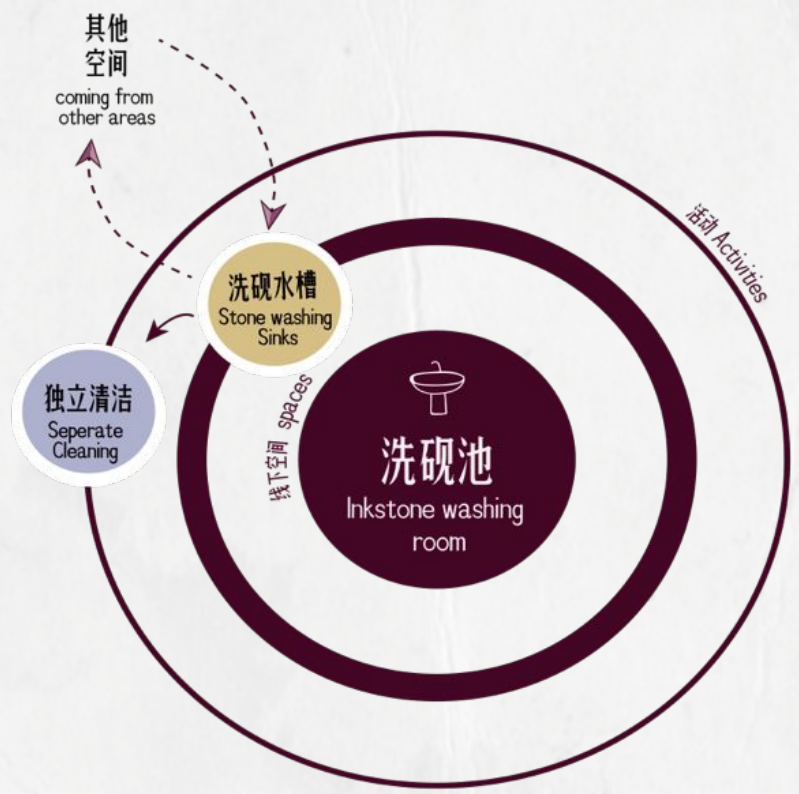 其他
空间
coming from
other areas
活动 Activities
洗砚水槽
Stone washing
Sinks
独立清洁
Seperate
Cleaning
线下空间 spaces
洗砚池
Inkstone washing
room